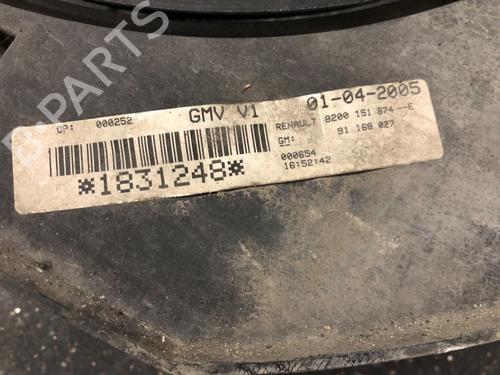 B-PARTS
OP: 000252 GMV V1 01-04-2005
RENAULT 8200 151 874--E
GM: 91 168 027
000654
16:52:42
*1831248*